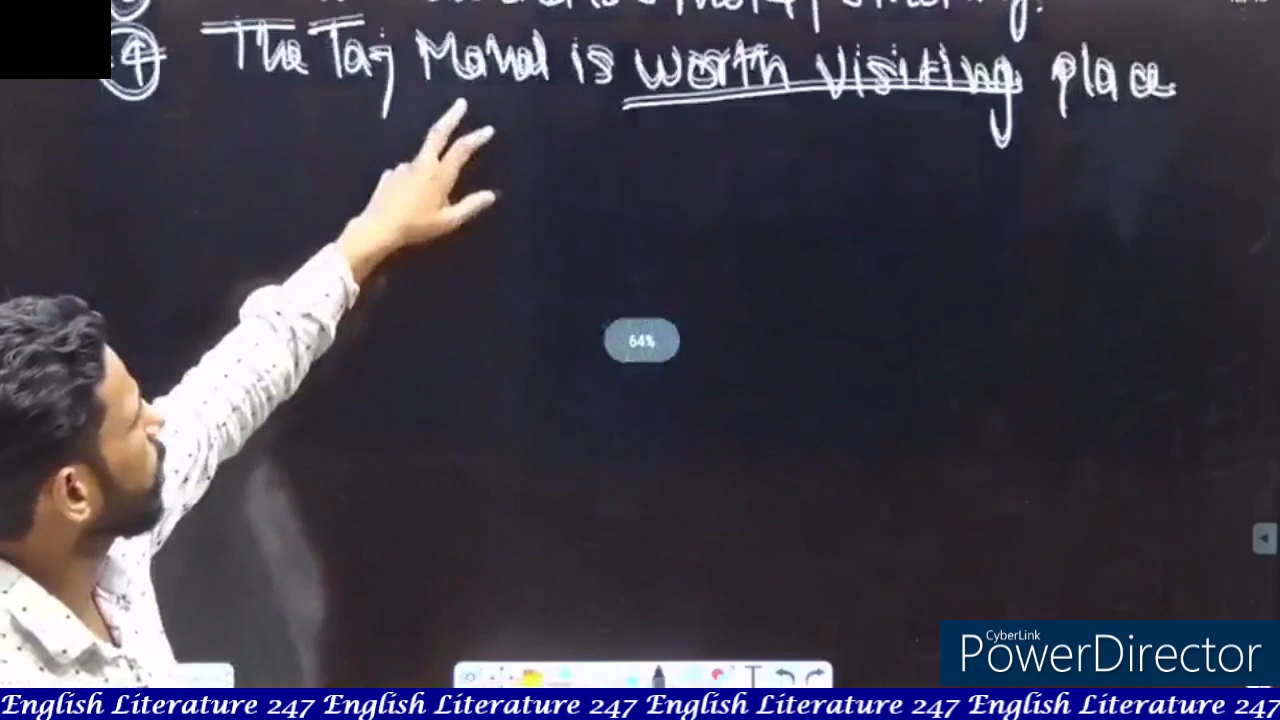 ④ The Taj Mahal is worth visiting place
64%
CyberLink
PowerDirector
English Literature 247 English Literature 247 English Literature 247 English Literature 247